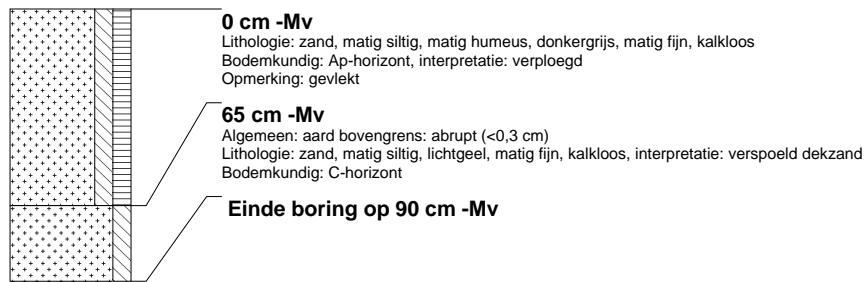 0 cm -Mv
Lithologie: zand, matig siltig, matig humeus, donkergrijs, matig fijn, kalkloos
Bodemkundig: Ap-horizont, interpretatie: verploegd
Opmerking: gevlekt
65 cm -Mv
Algemeen: aard bovengrens: abrupt (<0,3 cm)
Lithologie: zand, matig siltig, lichtgeel, matig fijn, kalkloos, interpretatie: verspoeld dekzand
Bodemkundig: C-horizont
Einde boring op 90 cm -Mv